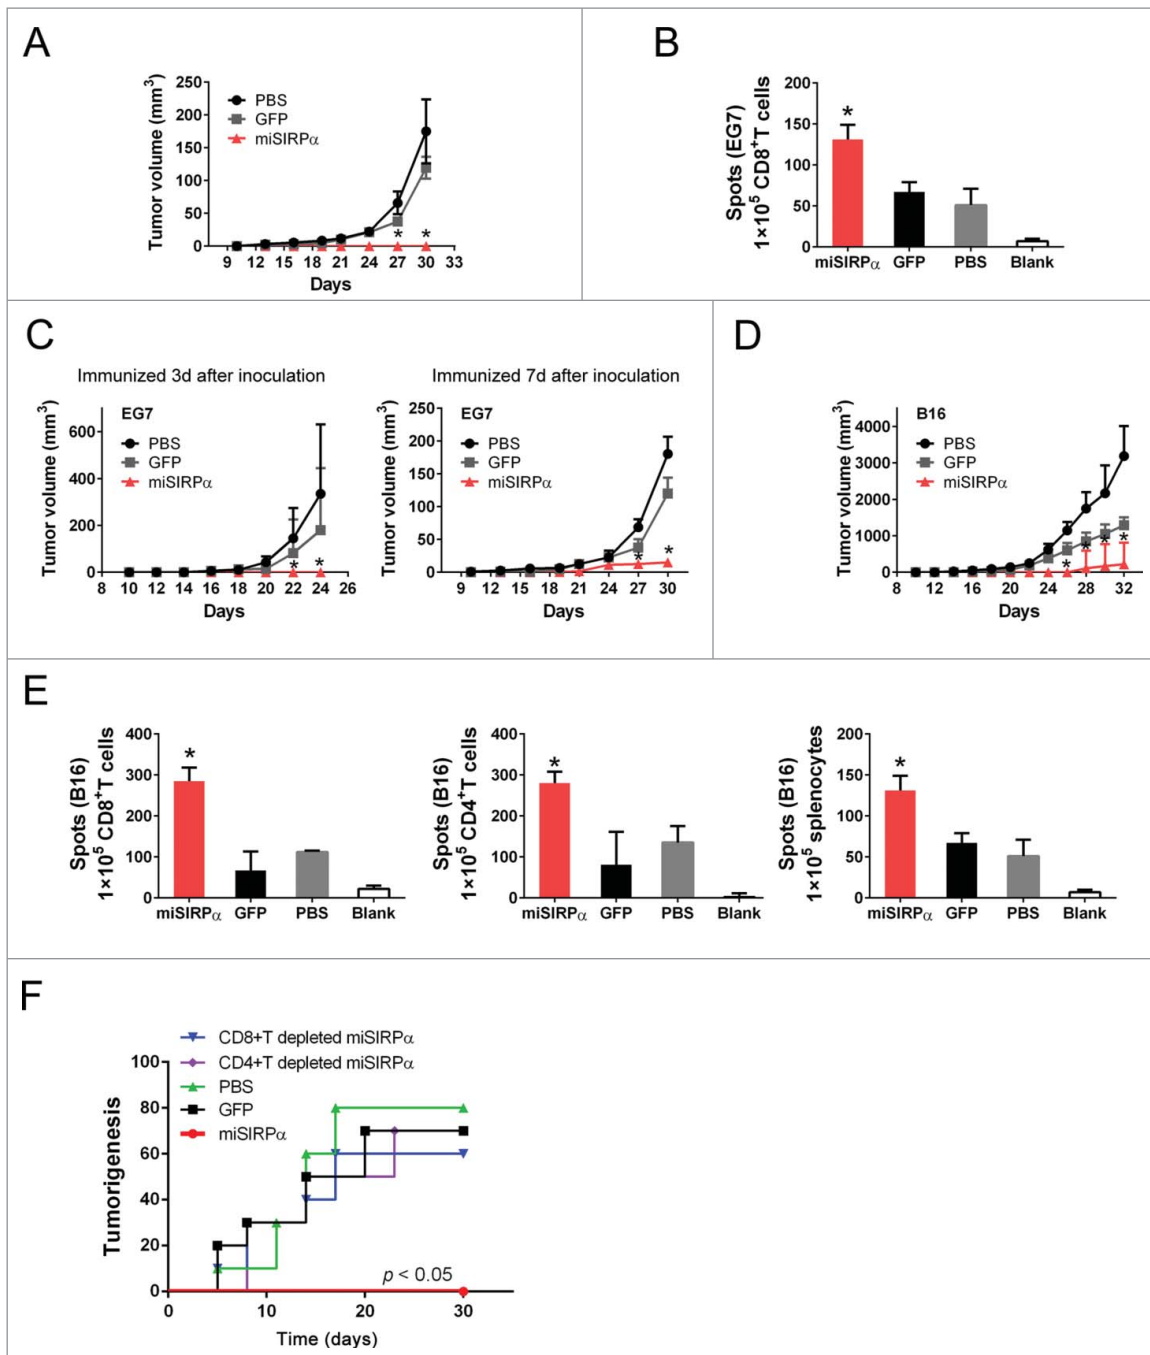 A
Tumor volume (mm³)
250
200
150
100
50
0
PBS
GFP
miSIRPα
*
*
9 12 15 18 21 24 27 30 33
Days
B
Spots (EG7)
1×10⁵ CD8⁺T cells
200
150
100
50
0
*
miSIRPα GFP PBS Blank
C
Immunized 3d after inoculation
Tumor volume (mm³)
600
400
200
0
EG7
PBS
GFP
miSIRPα
*
*
8 10 12 14 16 18 20 22 24 26
Days
Immunized 7d after inoculation
Tumor volume (mm³)
250
200
150
100
50
0
EG7
PBS
GFP
miSIRPα
*
*
9 12 15 18 21 24 27 30
Days
D
Tumor volume (mm³)
4000
3000
2000
1000
0
B16
PBS
GFP
miSIRPα
*
*
*
*
8 12 16 20 24 28 32
Days
E
Spots (B16)
1×10⁵ CD8⁺T cells
400
300
200
100
0
*
miSIRPα GFP PBS Blank
Spots (B16)
1×10⁵ CD4⁺T cells
400
300
200
100
0
*
miSIRPα GFP PBS Blank
Spots (B16)
1×10⁵ splenocytes
200
150
100
50
0
*
miSIRPα GFP PBS Blank
F
CD8+T depleted miSIRPα
CD4+T depleted miSIRPα
PBS
GFP
miSIRPα
Tumorigenesis
100
80
60
40
20
0
p < 0.05
0 10 20 30
Time (days)